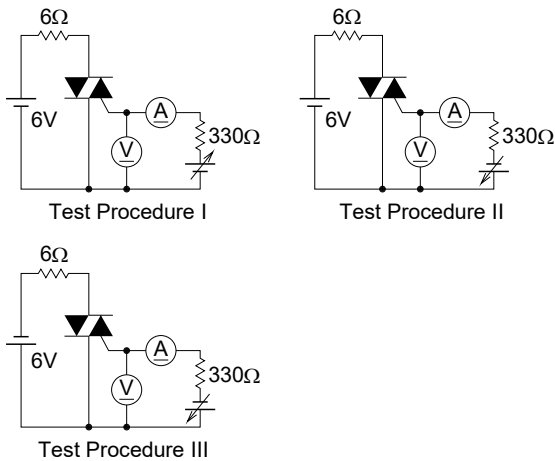 6Ω
6V
A
V
330Ω
Test Procedure I
6Ω
6V
A
V
330Ω
Test Procedure II
6Ω
6V
A
V
330Ω
Test Procedure III